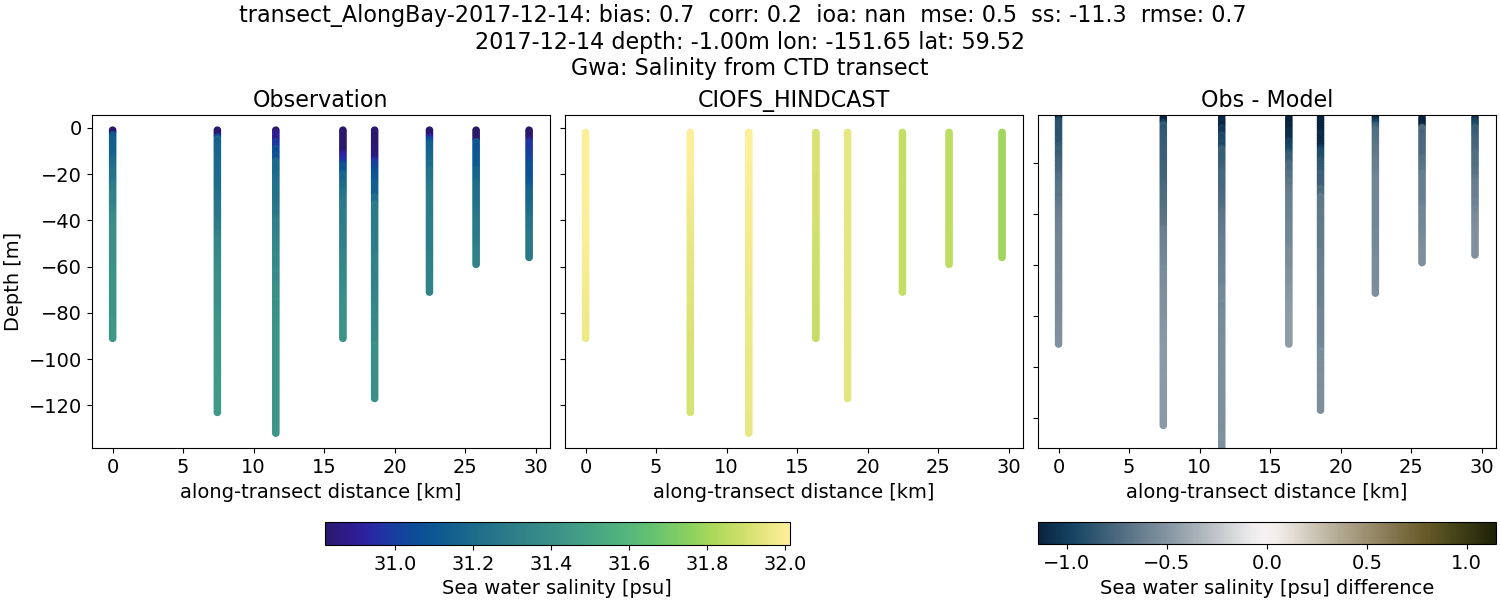 transect_AlongBay-2017-12-14: bias: 0.7  corr: 0.2  ioa: nan  mse: 0.5  ss: -11.3  rmse: 0.7
2017-12-14 depth: -1.00m lon: -151.65 lat: 59.52
Gwa: Salinity from CTD transect
Observation
CIOFS_HINDCAST
Obs - Model
Depth [m]
0
−20
−40
−60
−80
−100
−120
0 5 10 15 20 25 30
0 5 10 15 20 25 30
0 5 10 15 20 25 30
along-transect distance [km]
along-transect distance [km]
along-transect distance [km]
31.0 31.2 31.4 31.6 31.8 32.0
Sea water salinity [psu]
−1.0 −0.5 0.0 0.5 1.0
Sea water salinity [psu] difference